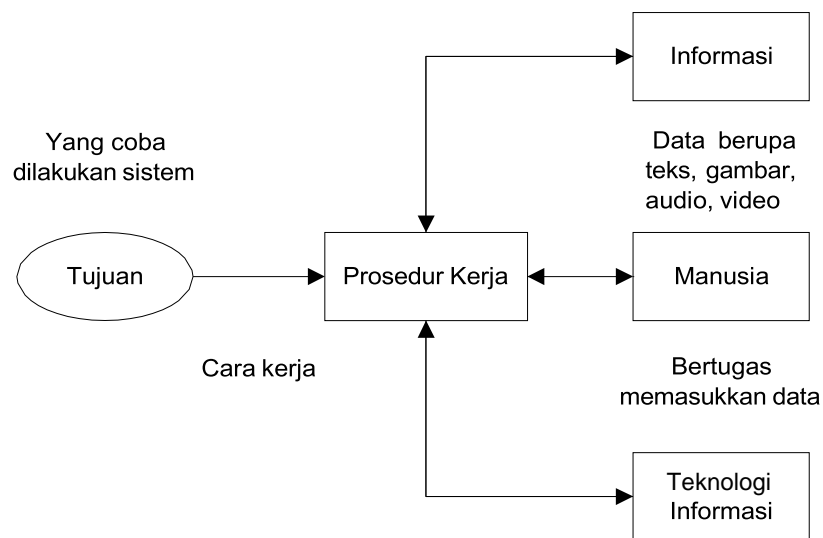 Informasi
Yang coba
dilakukan sistem
Data berupa
teks, gambar,
audio, video
Tujuan
Prosedur Kerja
Manusia
Cara kerja
Bertugas
memasukkan data
Teknologi
Informasi